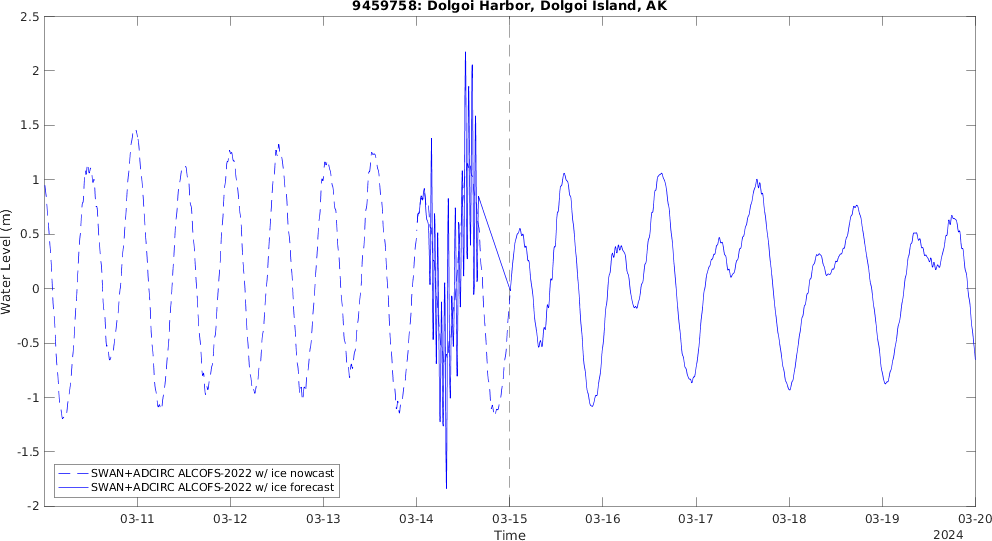 9459758: Dolgoi Harbor, Dolgoi Island, AK
2.5
2
1.5
1
0.5
0
-0.5
-1
-1.5
-2
Water Level (m)
SWAN+ADCIRC ALCOFS-2022 w/ ice nowcast
SWAN+ADCIRC ALCOFS-2022 w/ ice forecast
03-11 03-12 03-13 03-14 03-15 03-16 03-17 03-18 03-19 03-20
Time
2024